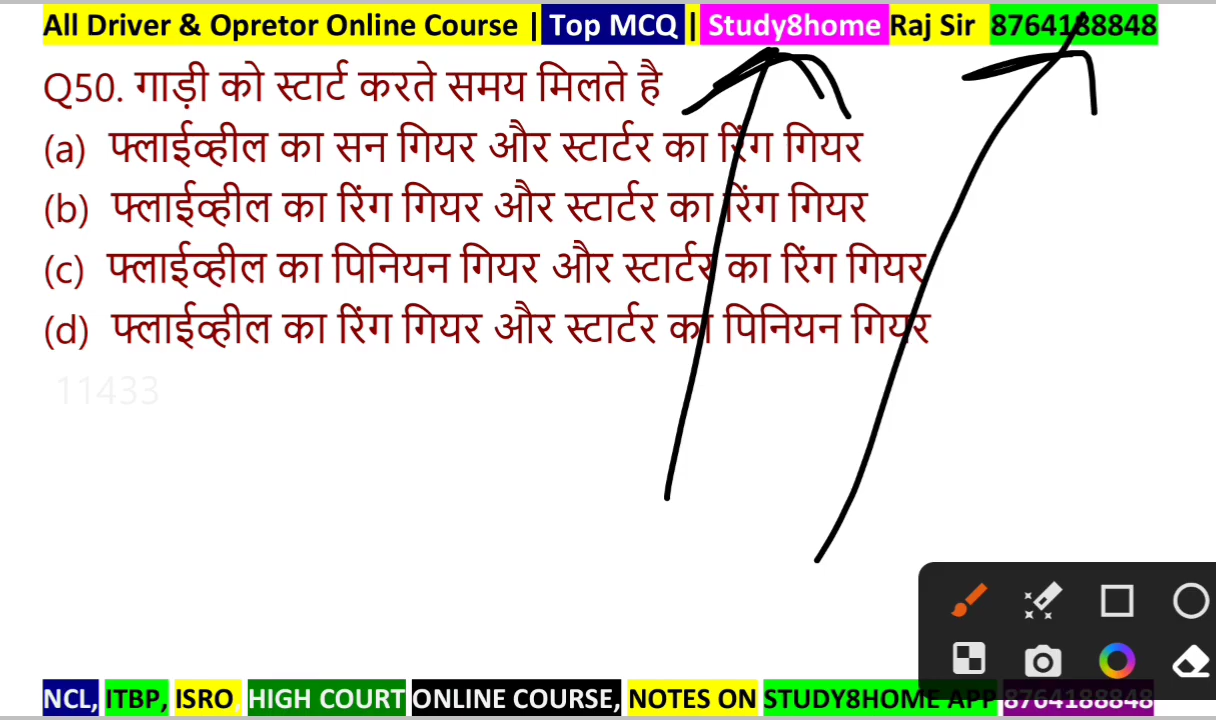 All Driver & Opretor Online Course | Top MCQ | Study8home Raj Sir 8764188848
Q50. गाड़ी को स्टार्ट करते समय मिलते है
(a) फ्लाईव्हील का सन गियर और स्टार्टर का रिंग गियर
(b) फ्लाईव्हील का रिंग गियर और स्टार्टर का रिंग गियर
(c) फ्लाईव्हील का पिनियन गियर और स्टार्टर का रिंग गियर
(d) फ्लाईव्हील का रिंग गियर और स्टार्टर का पिनियन गियर
11433
NCL, ITBP, ISRO, HIGH COURT ONLINE COURSE, NOTES ON STUDY8HOME APP 8764188848